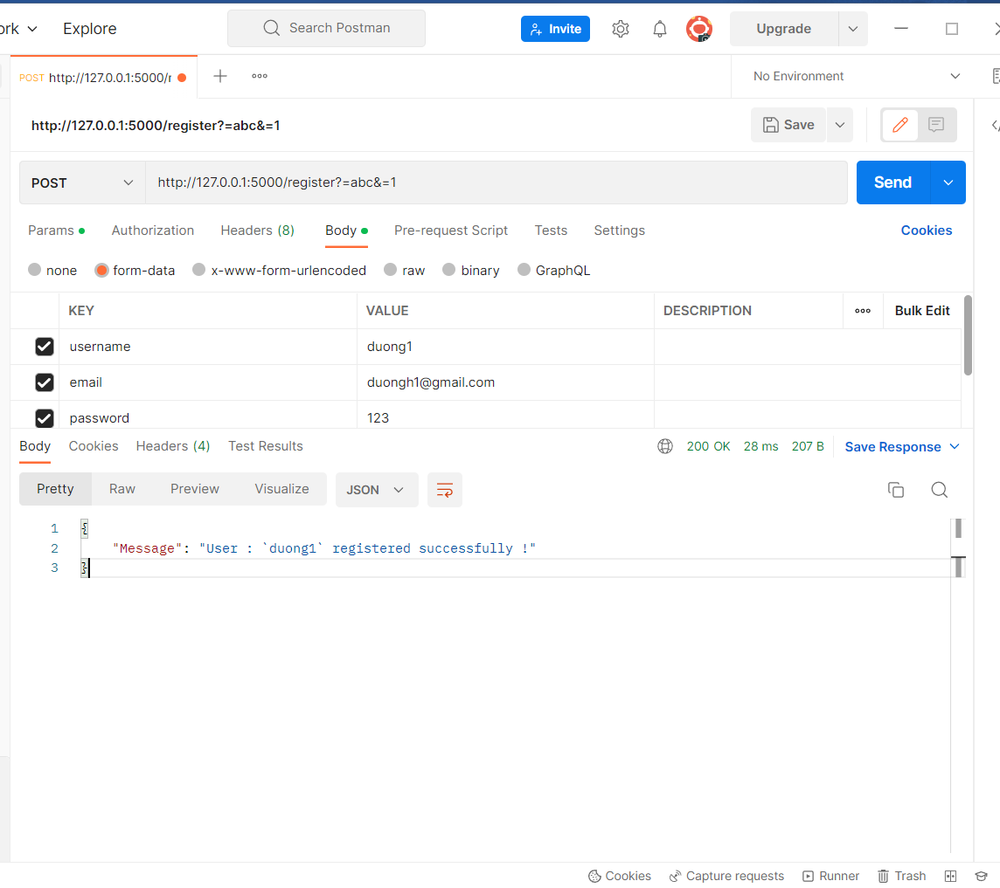 ork Explore Search Postman Invite Upgrade
POST http://127.0.0.1:5000/r No Environment
http://127.0.0.1:5000/register?=abc&=1 Save
POST http://127.0.0.1:5000/register?=abc&=1 Send
Params Authorization Headers (8) Body Pre-request Script Tests Settings Cookies
none form-data x-www-form-urlencoded raw binary GraphQL
KEY VALUE DESCRIPTION Bulk Edit
username duong1
email duongh1@gmail.com
password 123
Body Cookies Headers (4) Test Results 200 OK 28 ms 207 B Save Response
Pretty Raw Preview Visualize JSON
1 {
2 "Message": "User : `duong1` registered successfully !"
3 }
Cookies Capture requests Runner Trash